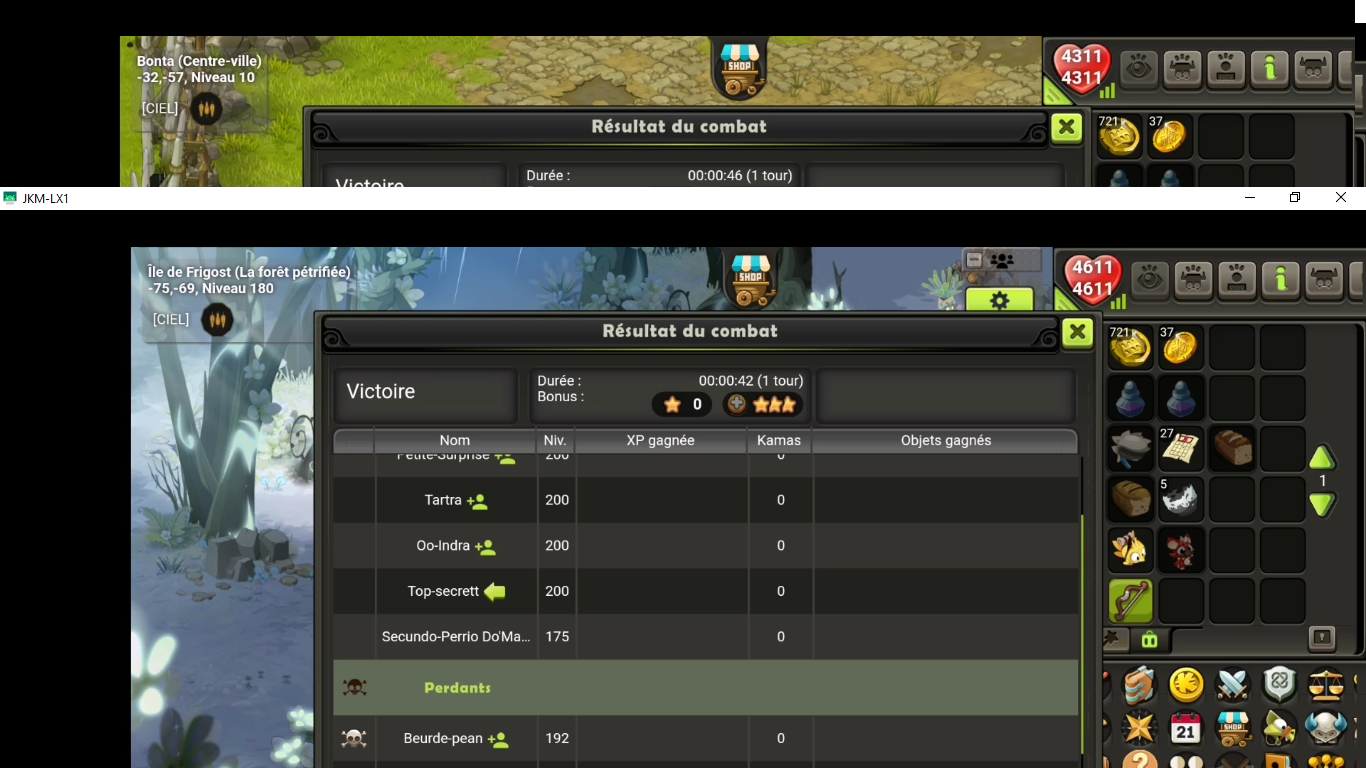 Bonta (Centre-ville)
-32,-57, Niveau 10
[CIEL]
SHOP
4311
4311
Résultat du combat
721
37
Victoire
Durée : 00:00:46 (1 tour)
JKM-LX1
Île de Frigost (La forêt pétrifiée)
-75,-69, Niveau 180
[CIEL]
SHOP
4611
4611
Résultat du combat
721
37
Victoire
Durée : 00:00:42 (1 tour)
Bonus : 0
Nom Niv. XP gagnée Kamas Objets gagnés
Petite-Surprise 200 0
Tartra 200 0
Oo-Indra 200 0
Top-secrett 200 0
Secundo-Perrio Do'Ma... 175 0
Perdants
Beurde-pean 192 0
27
1
5
21
SHOP